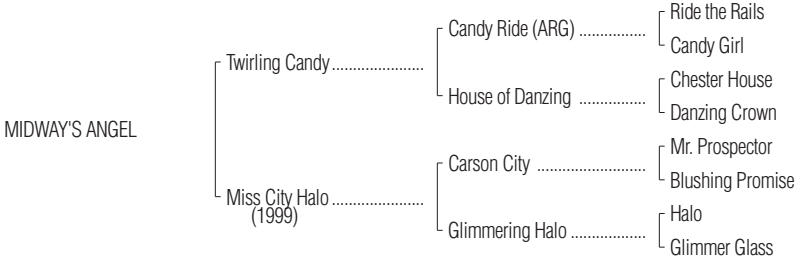 Ride the Rails
Candy Ride (ARG) ................
Candy Girl
Twirling Candy ......................
Chester House
House of Danzing ................
Danzing Crown
MIDWAY'S ANGEL
Mr. Prospector
Carson City ..........................
Blushing Promise
Miss City Halo ......................
(1999)
Halo
Glimmering Halo ..................
Glimmer Glass